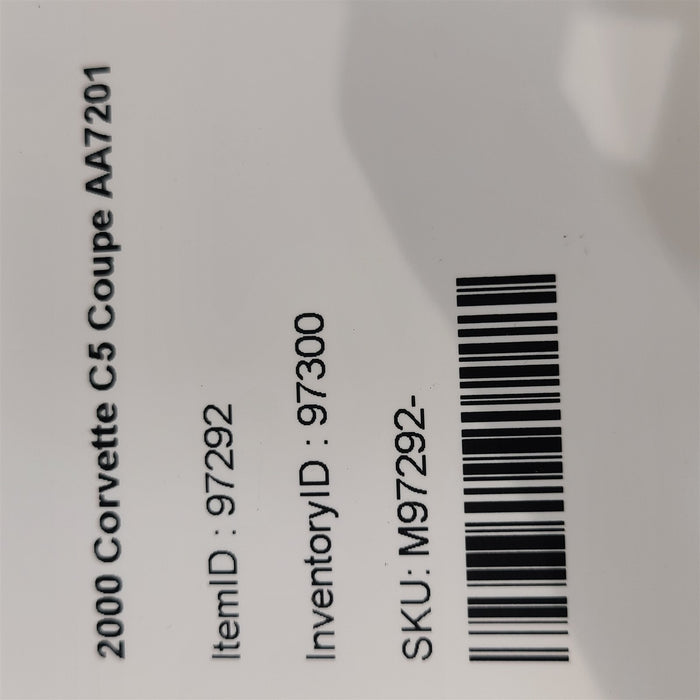 2000 Corvette C5 Coupe AA7201
ItemID : 97292
InventoryID : 97300
SKU: M97292-